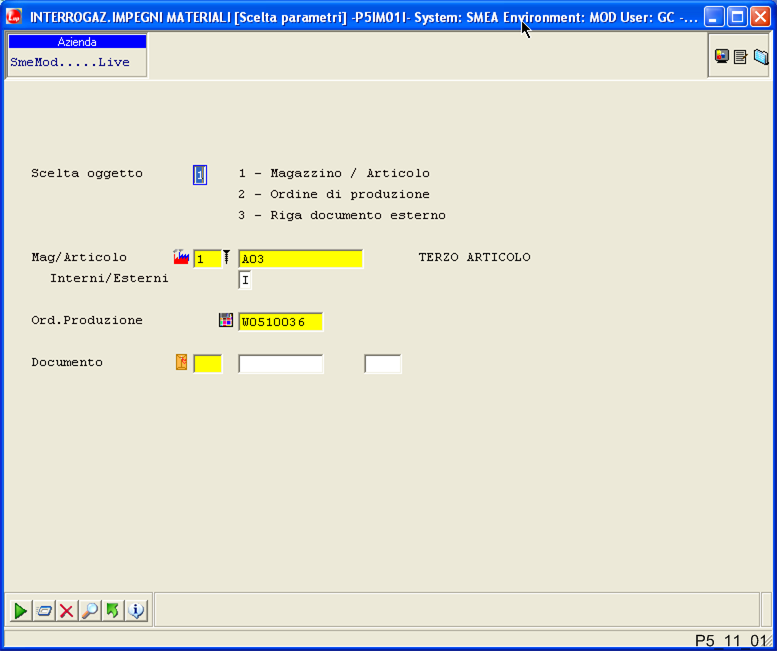 INTERROGAZ.IMPEGNI MATERIALI [Scelta parametri] -P5IM01I- System: SMEA Environment: MOD User: GC -...
Azienda
SmeMod.....Live
Scelta oggetto 1 1 - Magazzino / Articolo
2 - Ordine di produzione
3 - Riga documento esterno
Mag/Articolo 1 A03 TERZO ARTICOLO
Interni/Esterni I
Ord.Produzione W0510036
Documento
P5_11_01